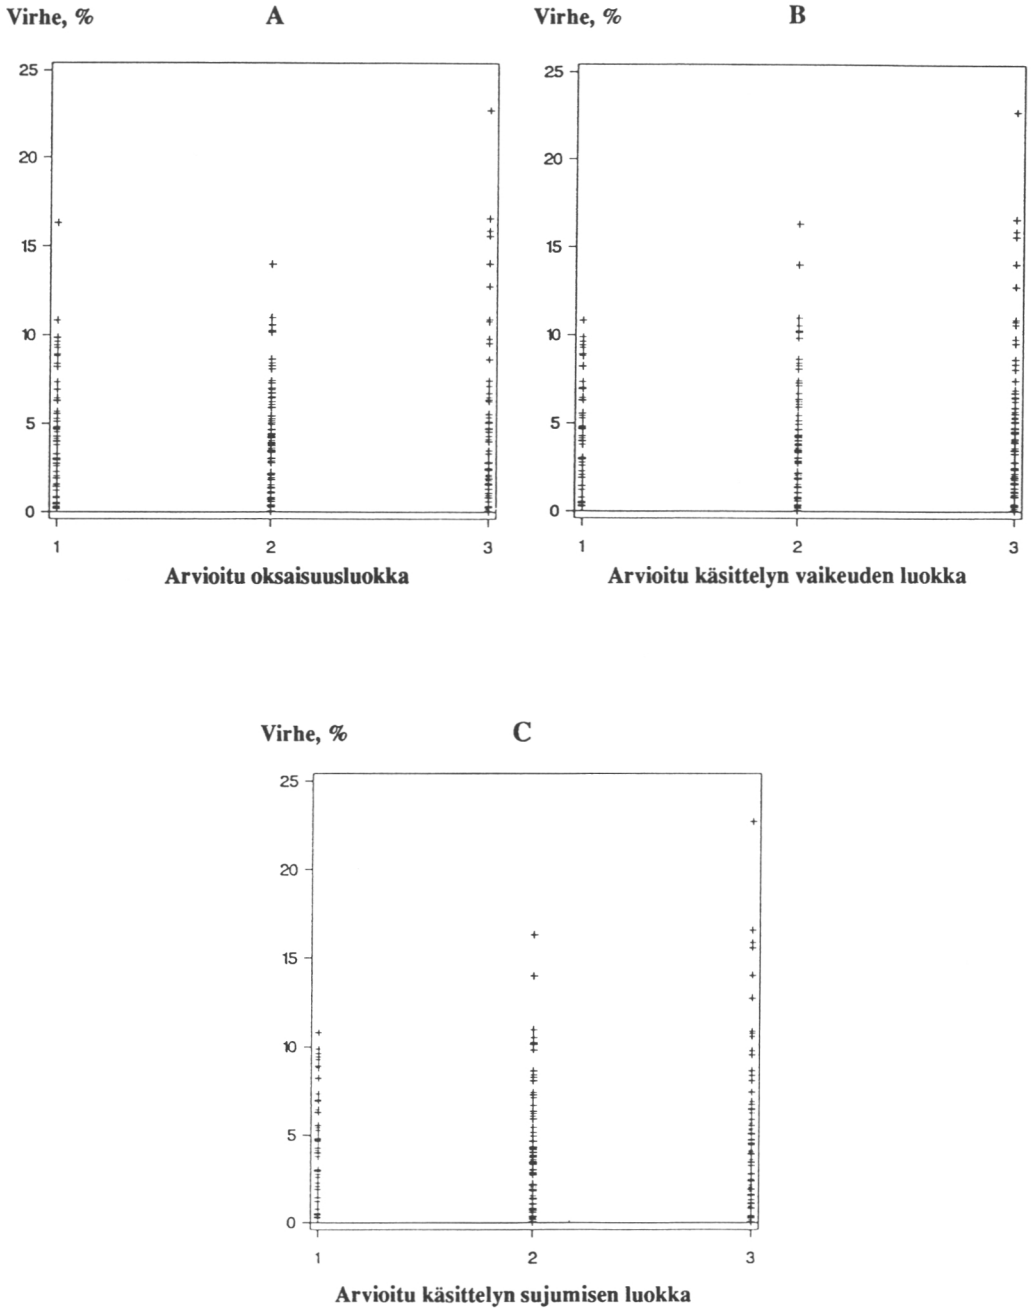 Virhe, %
A
25
20
15
10
5
0
1 2 3
Arvioitu oksaisuusluokka
Virhe, %
B
25
20
15
10
5
0
1 2 3
Arvioitu käsittelyn vaikeuden luokka
Virhe, %
C
25
20
15
10
5
0
1 2 3
Arvioitu käsittelyn sujumisen luokka